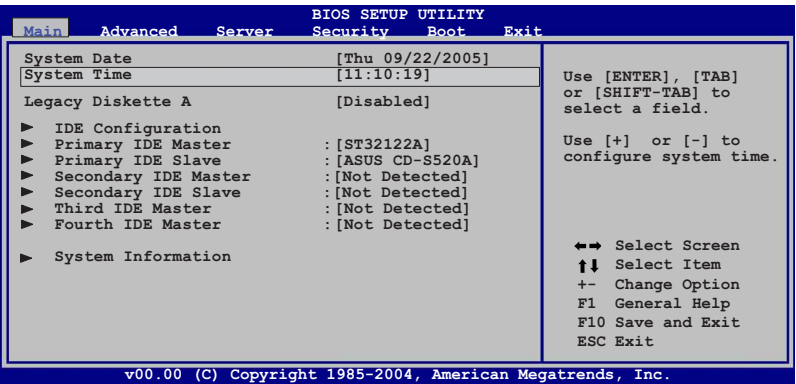 BIOS SETUP UTILITY
Main Advanced Server Security Boot Exit
System Date [Thu 09/22/2005]
System Time [11:10:19]
Legacy Diskette A [Disabled]
IDE Configuration
Primary IDE Master :[ST32122A]
Primary IDE Slave :[ASUS CD-S520A]
Secondary IDE Master :[Not Detected]
Secondary IDE Slave :[Not Detected]
Third IDE Master :[Not Detected]
Fourth IDE Master :[Not Detected]
System Information
Use [ENTER], [TAB]
or [SHIFT-TAB] to
select a field.
Use [+] or [-] to
configure system time.
Select Screen
Select Item
+- Change Option
F1 General Help
F10 Save and Exit
ESC Exit
v00.00 (C) Copyright 1985-2004, American Megatrends, Inc.